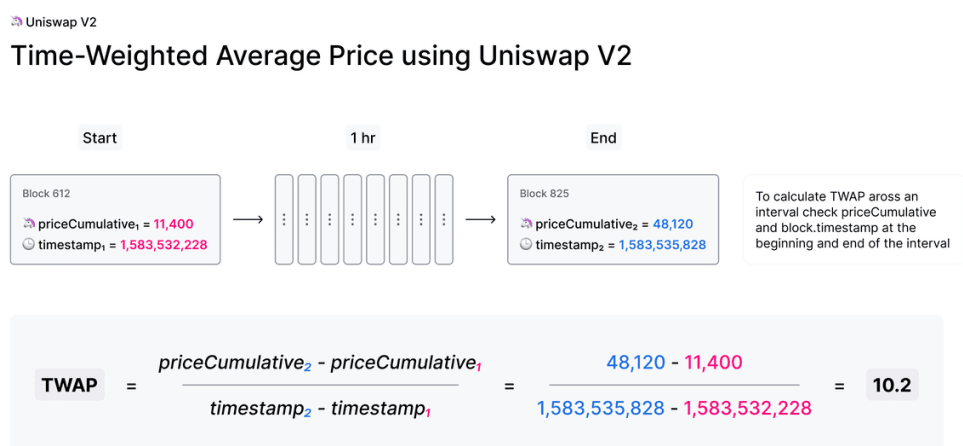 Uniswap V2
Time-Weighted Average Price using Uniswap V2
Start
1 hr
End
Block 612
priceCumulative₁ = 11,400
timestamp₁ = 1,583,532,228
Block 825
priceCumulative₂ = 48,120
timestamp₂ = 1,583,535,828
To calculate TWAP aross an
interval check priceCumulative
and block.timestamp at the
beginning and end of the interval
TWAP = priceCumulative₂ - priceCumulative₁ = 48,120 - 11,400 = 10.2
timestamp₂ - timestamp₁ 1,583,535,828 - 1,583,532,228